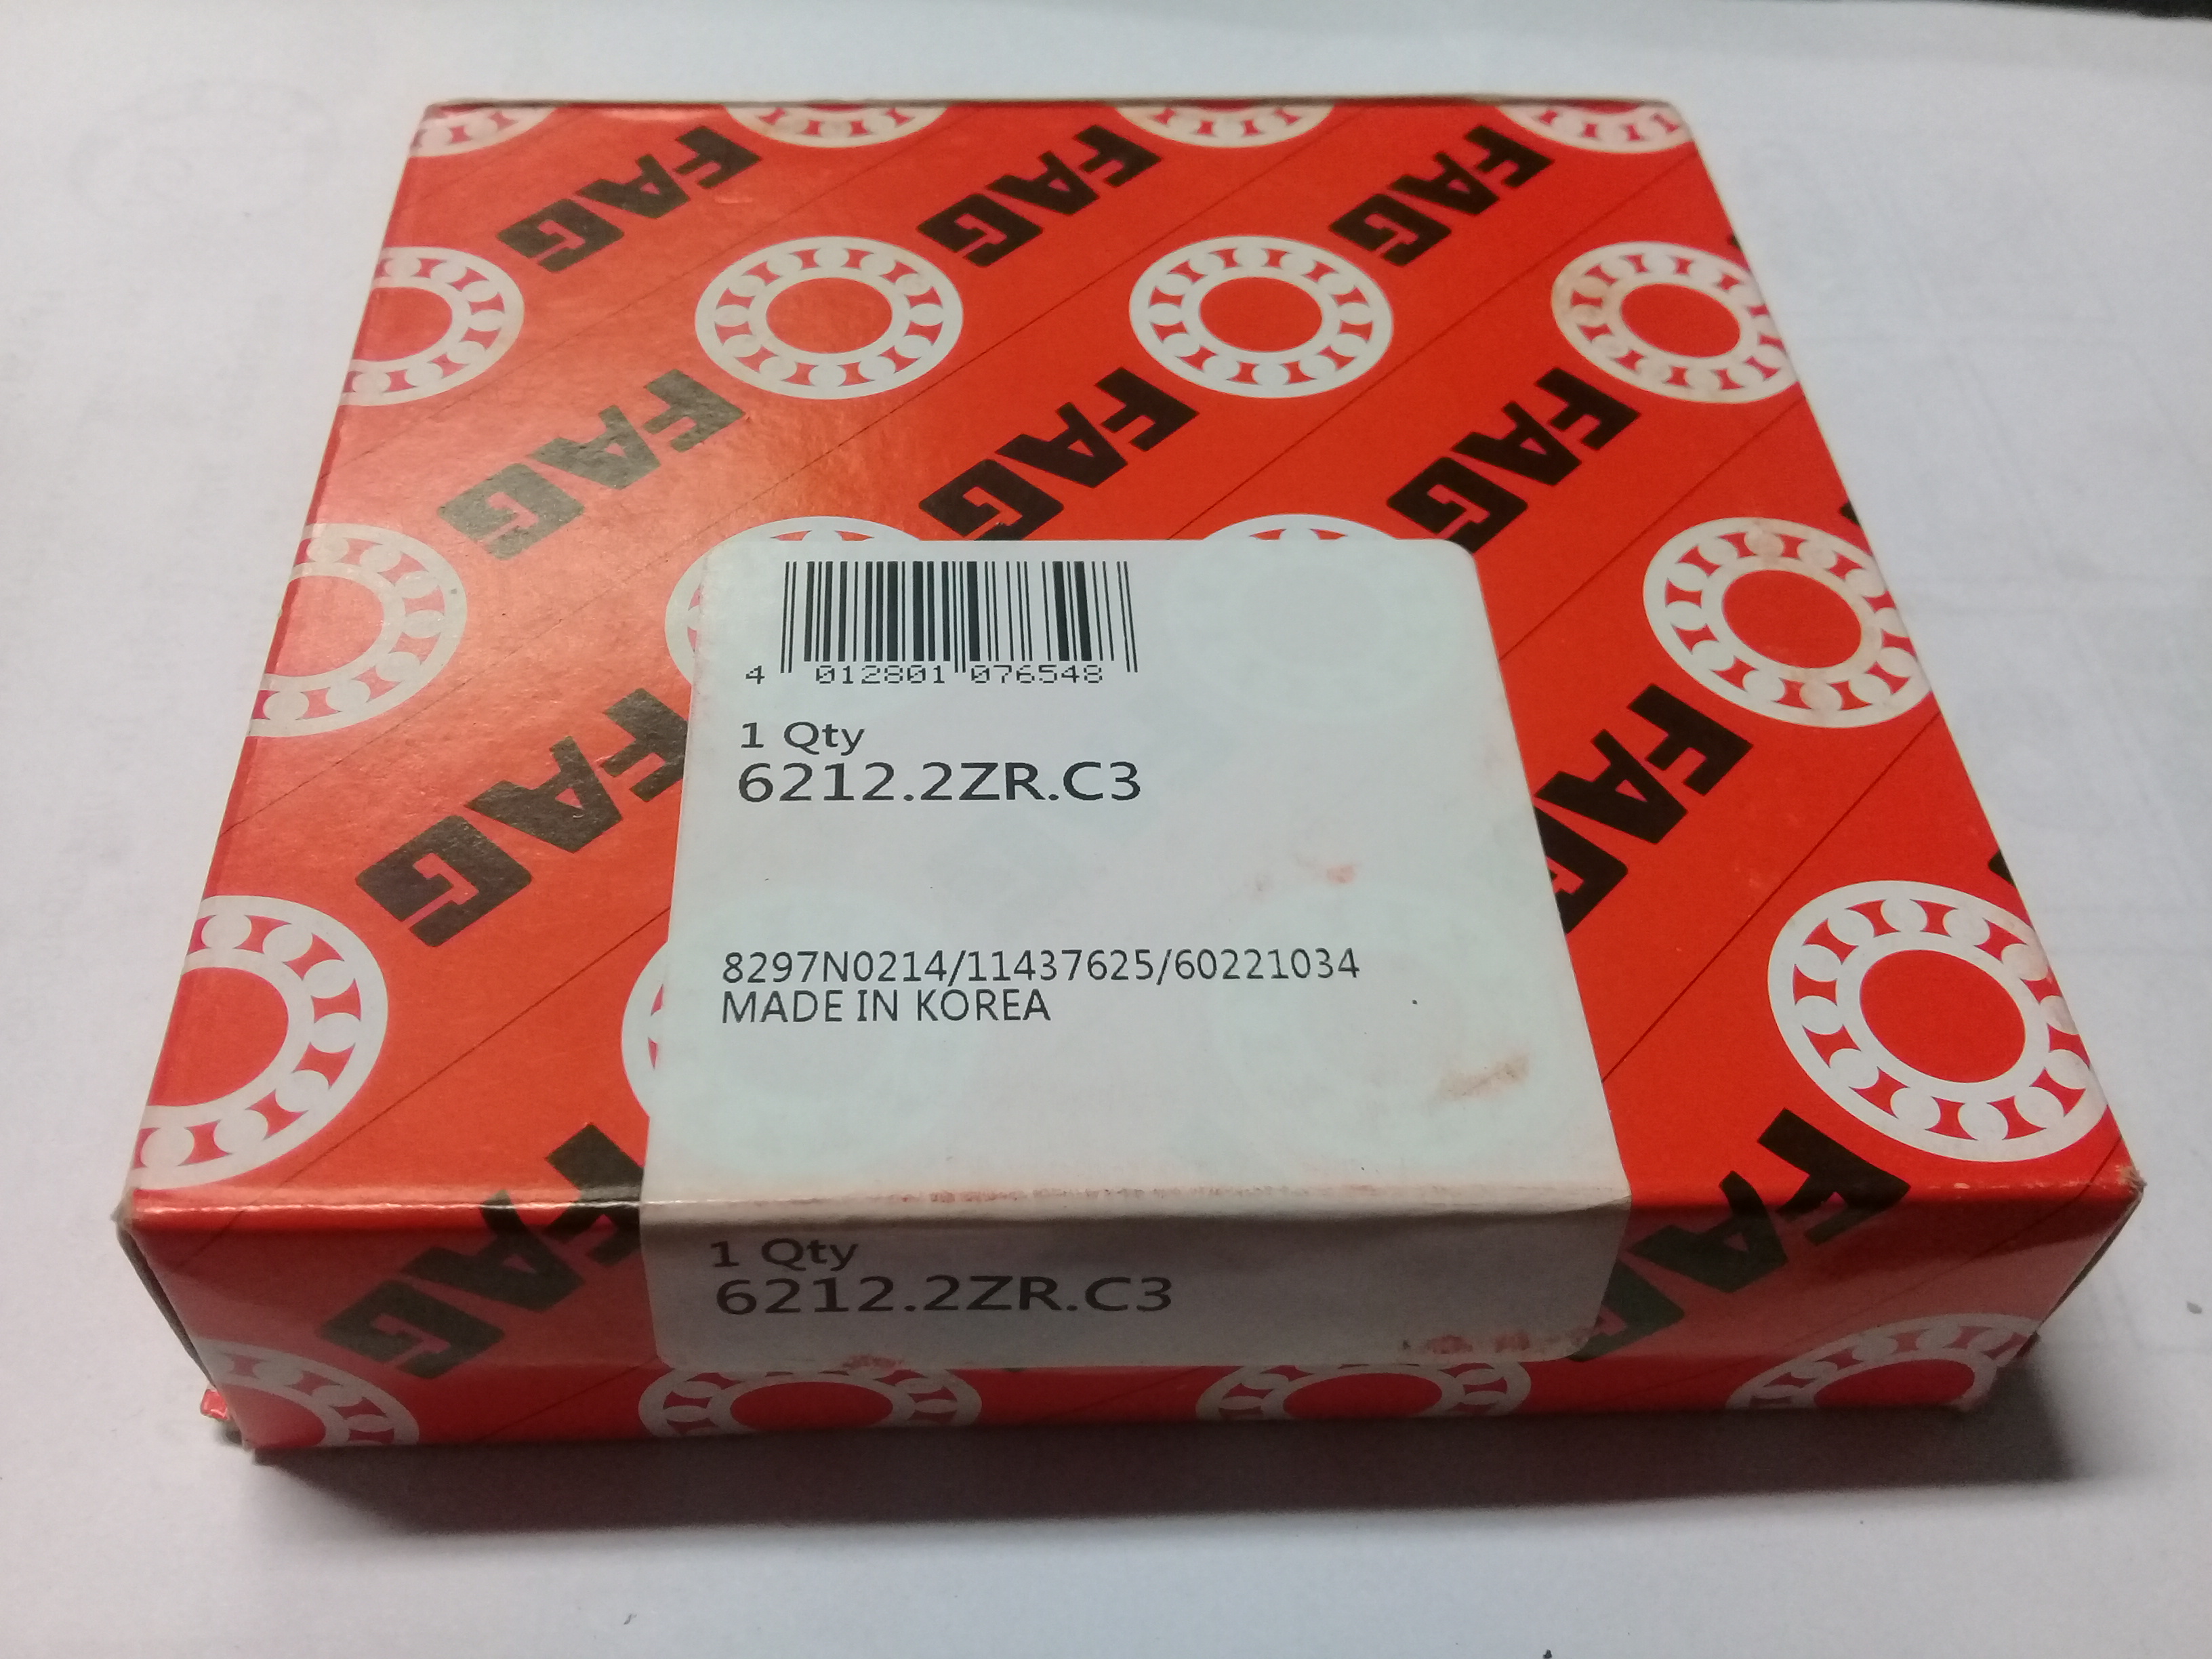 FAG FAG FAG
FAG FAG FAG
FAG FAG
4 012801 076548
1 Qty
6212.2ZR.C3
8297N0214/11437625/60221034
MADE IN KOREA
FAG FAG
1 Qty
6212.2ZR.C3